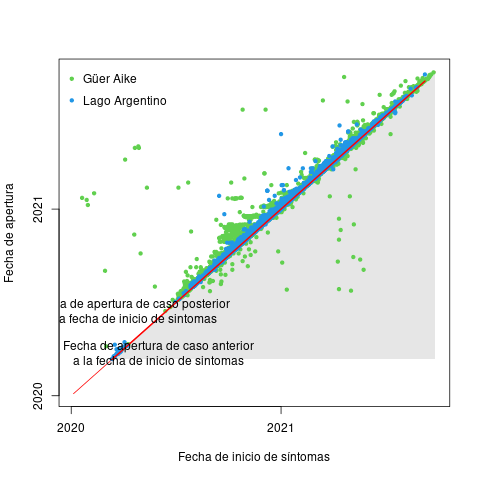 Güer Aike
Lago Argentino
Fecha de apertura
2021
2020
a de apertura de caso posterior
a fecha de inicio de síntomas
Fecha de apertura de caso anterior
a la fecha de inicio de síntomas
2020
2021
Fecha de inicio de síntomas